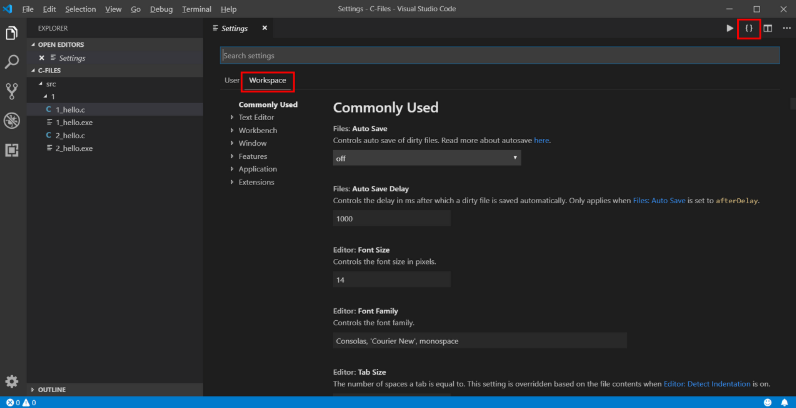 File Edit Selection View Go Debug Terminal Help
Settings - C-Files - Visual Studio Code
EXPLORER
OPEN EDITORS
Settings
C-FILES
src
1
C 1_hello.c
1_hello.exe
C 2_hello.c
2_hello.exe
OUTLINE
Settings
{}
Search settings
User Workspace
Commonly Used
Text Editor
Workbench
Window
Features
Application
Extensions
Commonly Used
Files: Auto Save
Controls auto save of dirty files. Read more about autosave here.
off
Files: Auto Save Delay
Controls the delay in ms after which a dirty file is saved automatically. Only applies when Files: Auto Save is set to afterDelay.
1000
Editor: Font Size
Controls the font size in pixels.
14
Editor: Font Family
Controls the font family.
Consolas, 'Courier New', monospace
Editor: Tab Size
The number of spaces a tab is equal to. This setting is overridden based on the file contents when Editor: Detect Indentation is on.
0 0